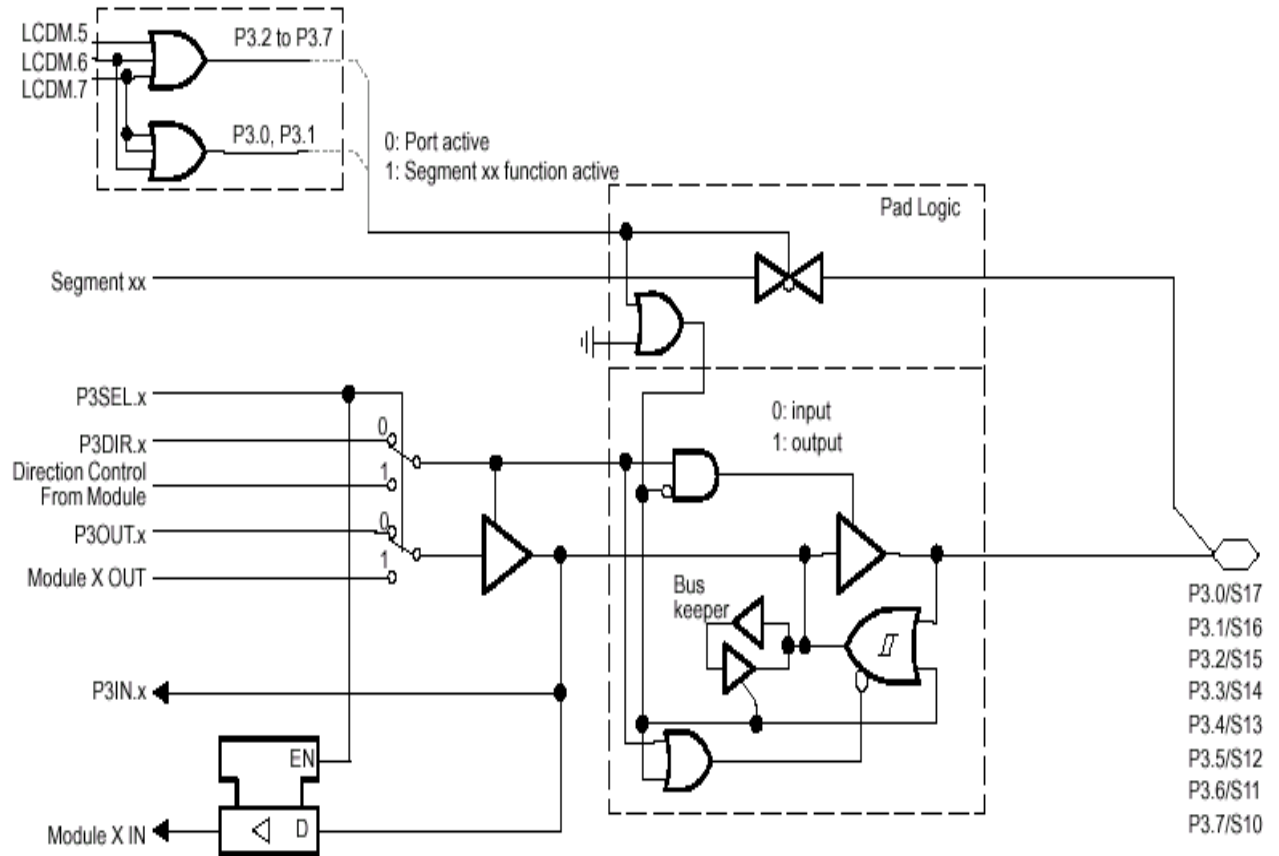 LCDM.5
LCDM.6
LCDM.7
P3.2 to P3.7
P3.0, P3.1
0: Port active
1: Segment xx function active
Pad Logic
Segment xx
P3SEL.x
P3DIR.x
0
Direction Control
From Module
1
P3OUT.x
0
Module X OUT
1
0: input
1: output
Bus
keeper
P3IN.x
EN
D
Module X IN
P3.0/S17
P3.1/S16
P3.2/S15
P3.3/S14
P3.4/S13
P3.5/S12
P3.6/S11
P3.7/S10